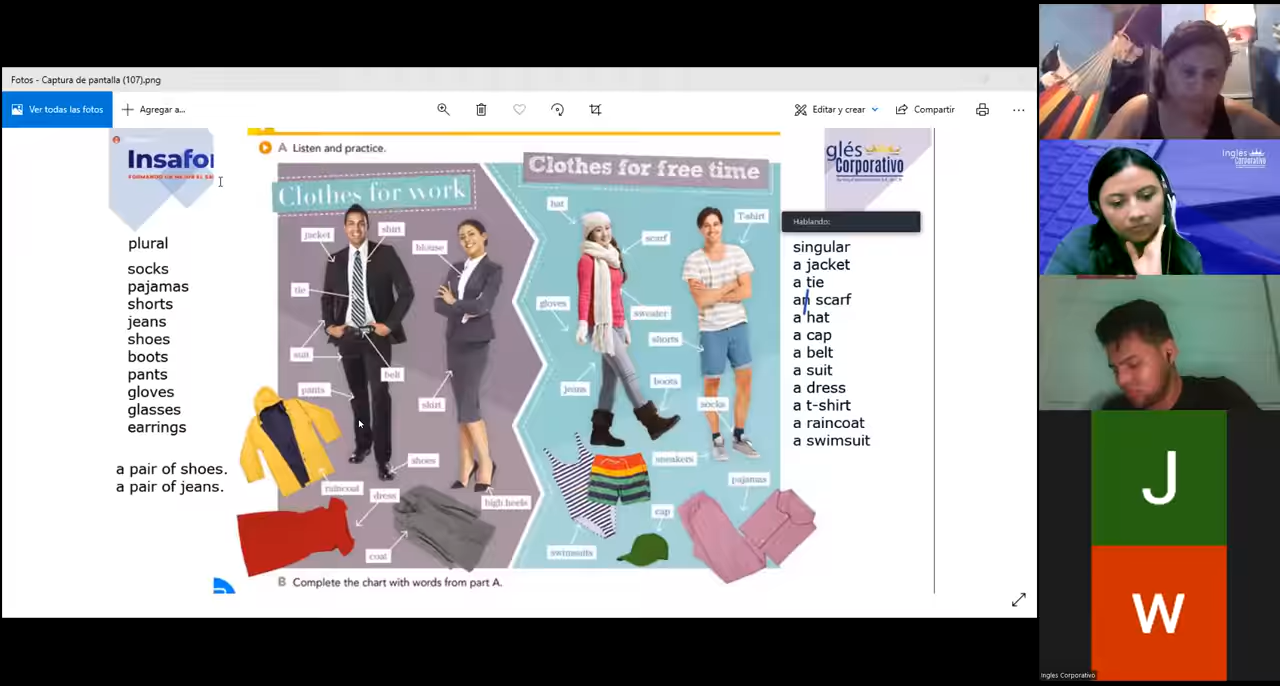 Fotos - Captura de pantalla (107).png
Ver todas las fotos
Agregar a...
Editar y crear
Compartir
Insafo
glés
Corporativo
A Listen and practice.
Clothes for work
Clothes for free time
jacket
shirt
blouse
tie
suit
belt
pants
skirt
shoes
raincoat
dress
high heels
coat
hat
scarf
T-shirt
gloves
sweater
shorts
jeans
boots
socks
sneakers
pajamas
cap
swimsuits
B Complete the chart with words from part A.
plural
socks
pajamas
shorts
jeans
shoes
boots
pants
gloves
glasses
earrings
a pair of shoes.
a pair of jeans.
Hablando:
singular
a jacket
a tie
an scarf
a hat
a cap
a belt
a suit
a dress
a t-shirt
a raincoat
a swimsuit
Inglés
Corporativo
J
W
Ingles Corporativo